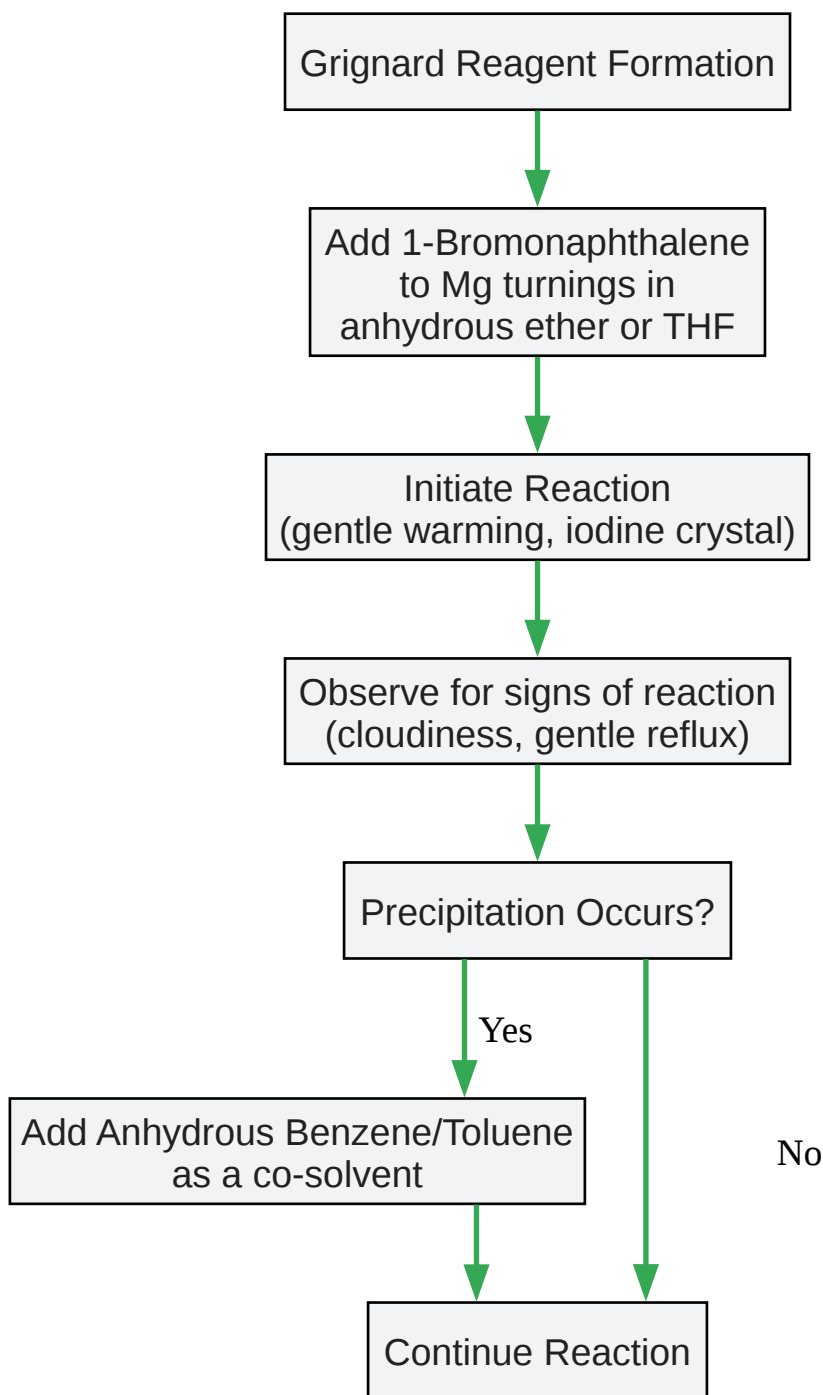 Grignard Reagent Formation
Add 1-Bromonaphthalene
to Mg turnings in
anhydrous ether or THF
Initiate Reaction
(gentle warming, iodine crystal)
Observe for signs of reaction
(cloudiness, gentle reflux)
Precipitation Occurs?
Yes
Add Anhydrous Benzene/Toluene
as a co-solvent
No
Continue Reaction